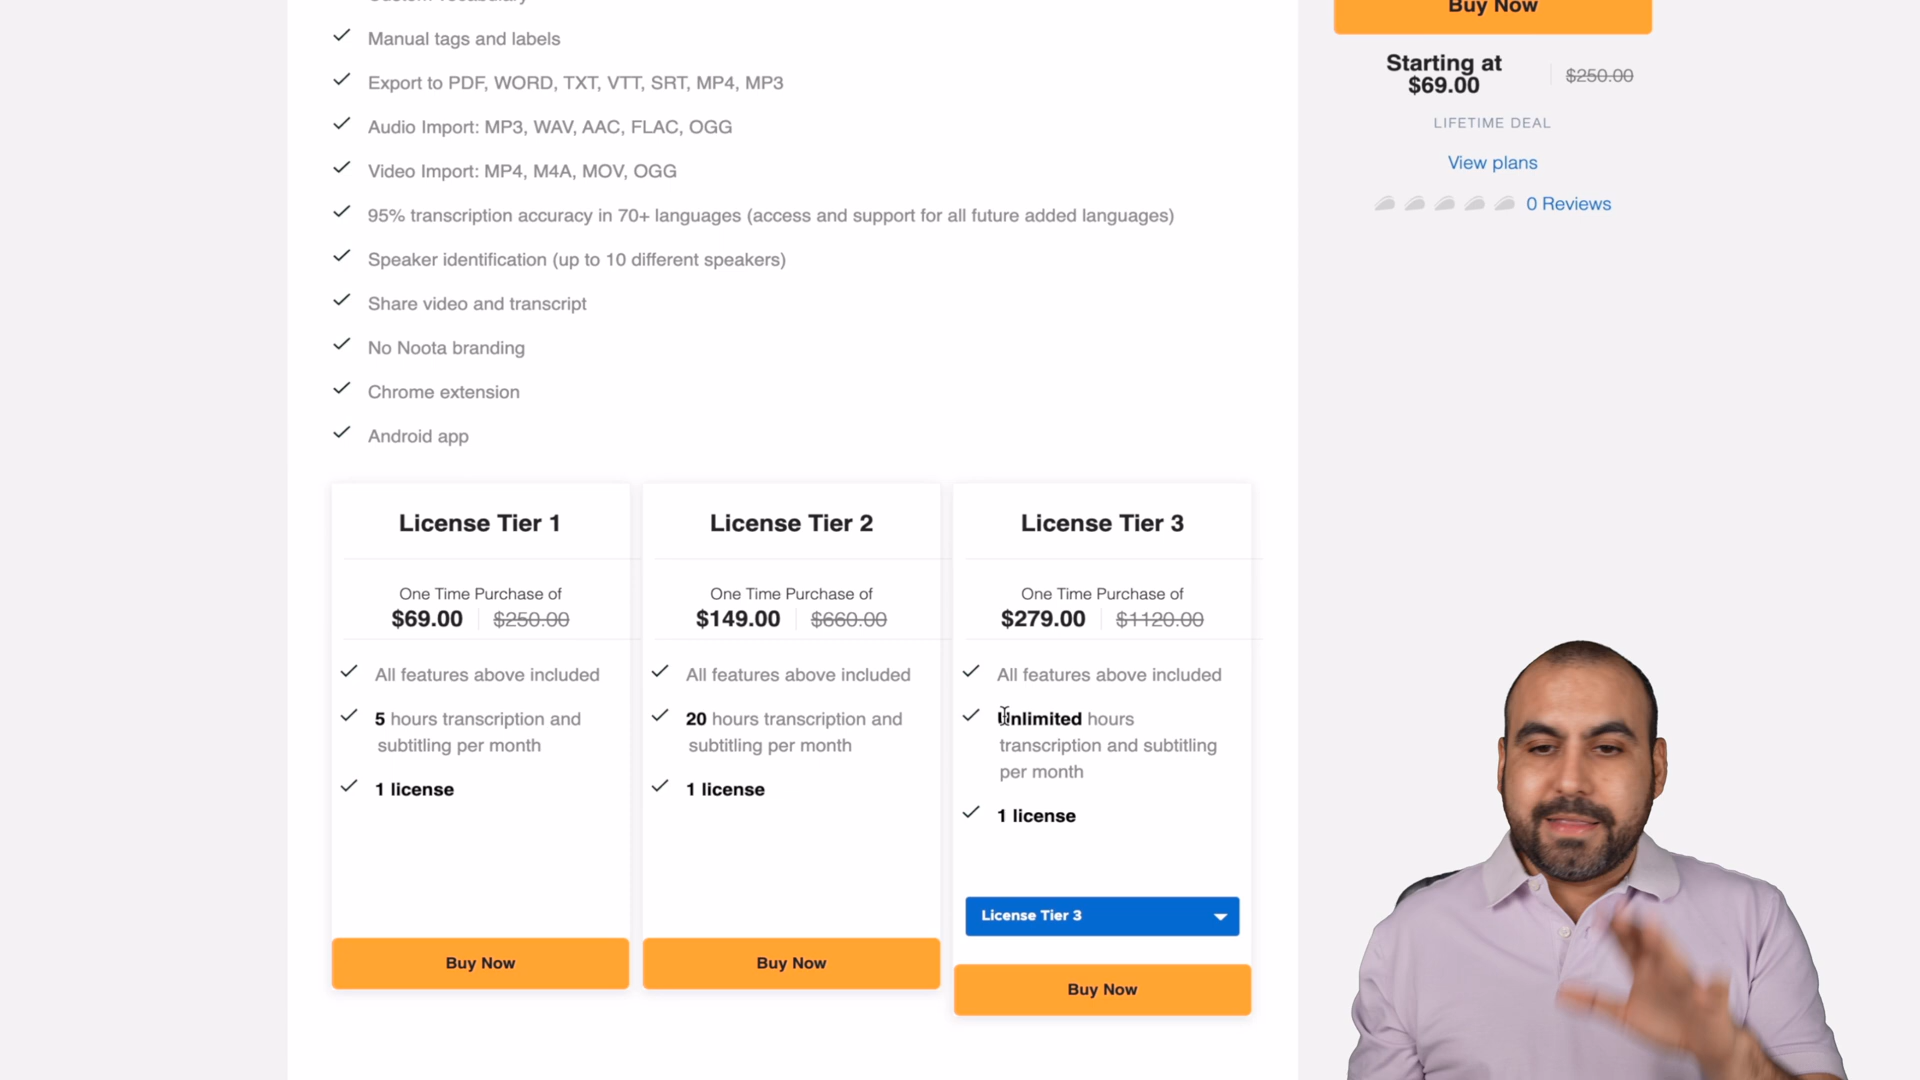 Custom vocabulary
Manual tags and labels
Export to PDF, WORD, TXT, VTT, SRT, MP4, MP3
Audio Import: MP3, WAV, AAC, FLAC, OGG
Video Import: MP4, M4A, MOV, OGG
95% transcription accuracy in 70+ languages (access and support for all future added languages)
Speaker identification (up to 10 different speakers)
Share video and transcript
No Noota branding
Chrome extension
Android app
Buy Now
Starting at
$69.00
$250.00
LIFETIME DEAL
View plans
0 Reviews
License Tier 1
One Time Purchase of
$69.00 $250.00
All features above included
5 hours transcription and
subtitling per month
1 license
Buy Now
License Tier 2
One Time Purchase of
$149.00 $660.00
All features above included
20 hours transcription and
subtitling per month
1 license
Buy Now
License Tier 3
One Time Purchase of
$279.00 $1120.00
All features above included
Unlimited hours
transcription and subtitling
per month
1 license
License Tier 3
Buy Now